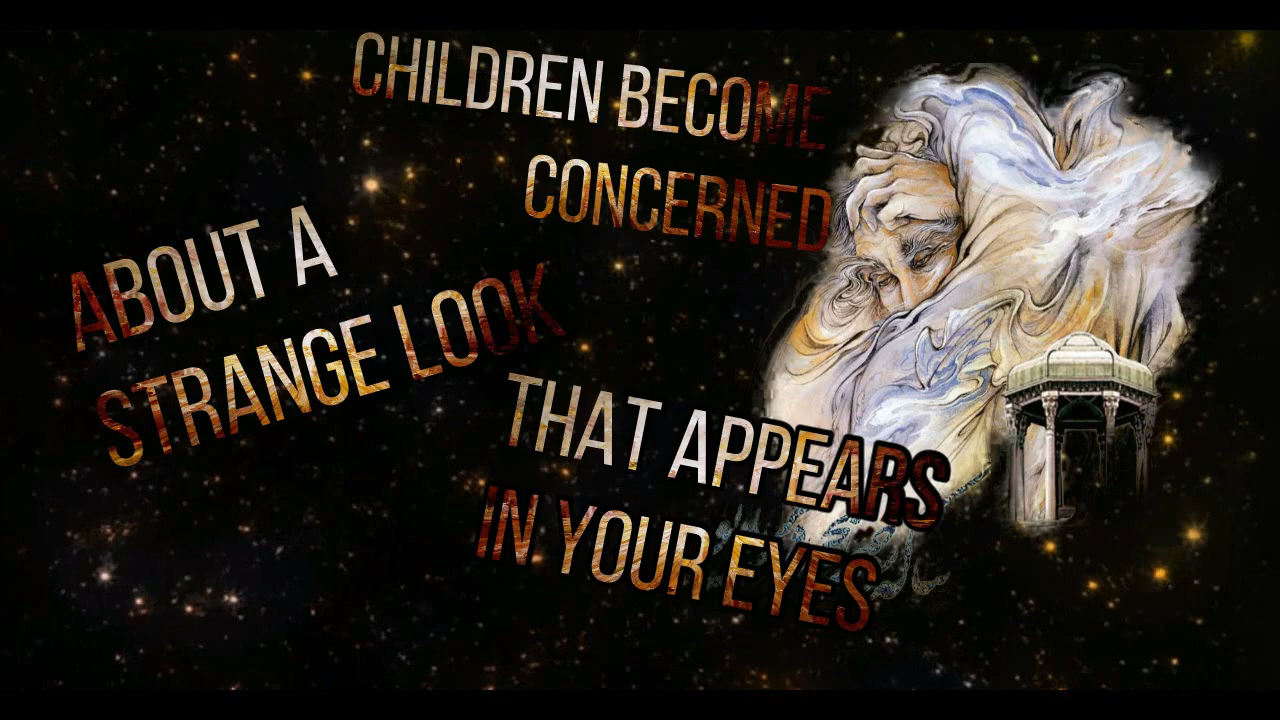 CHILDREN BECOME
CONCERNED
ABOUT A
STRANGE LOOK
THAT APPEARS
IN YOUR EYES